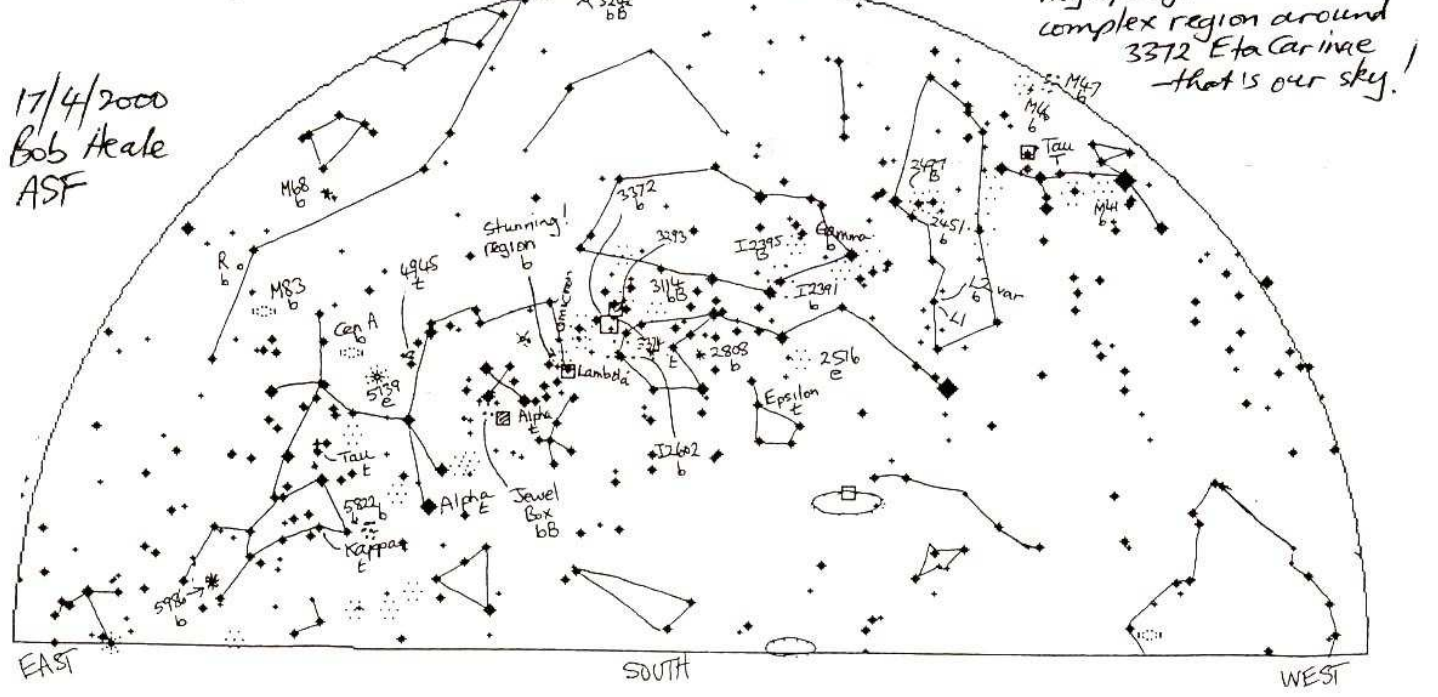 complex region around
3372 Eta Carinae
-that's our sky!
17/4/2000
Bob Heale
ASF
M47
b
M46
b
Tau
M41
b
2477
B
2451
b
M68
b
3372
b
Stunning!
region
b
3293
I2395
B
Gamma
b
R
b
M83
b
4945
t
3114
bB
I2391
b
L2 var
b
L1
Omicron
Cen A
b
5139
e
2808
b
2516
e
Lambda
Alpha
t
Epsilon
t
I2602
b
Tau
t
Alpha
t
Jewel
Box
bB
5822
b
Kappa
t
5986
b
EAST
SOUTH
WEST